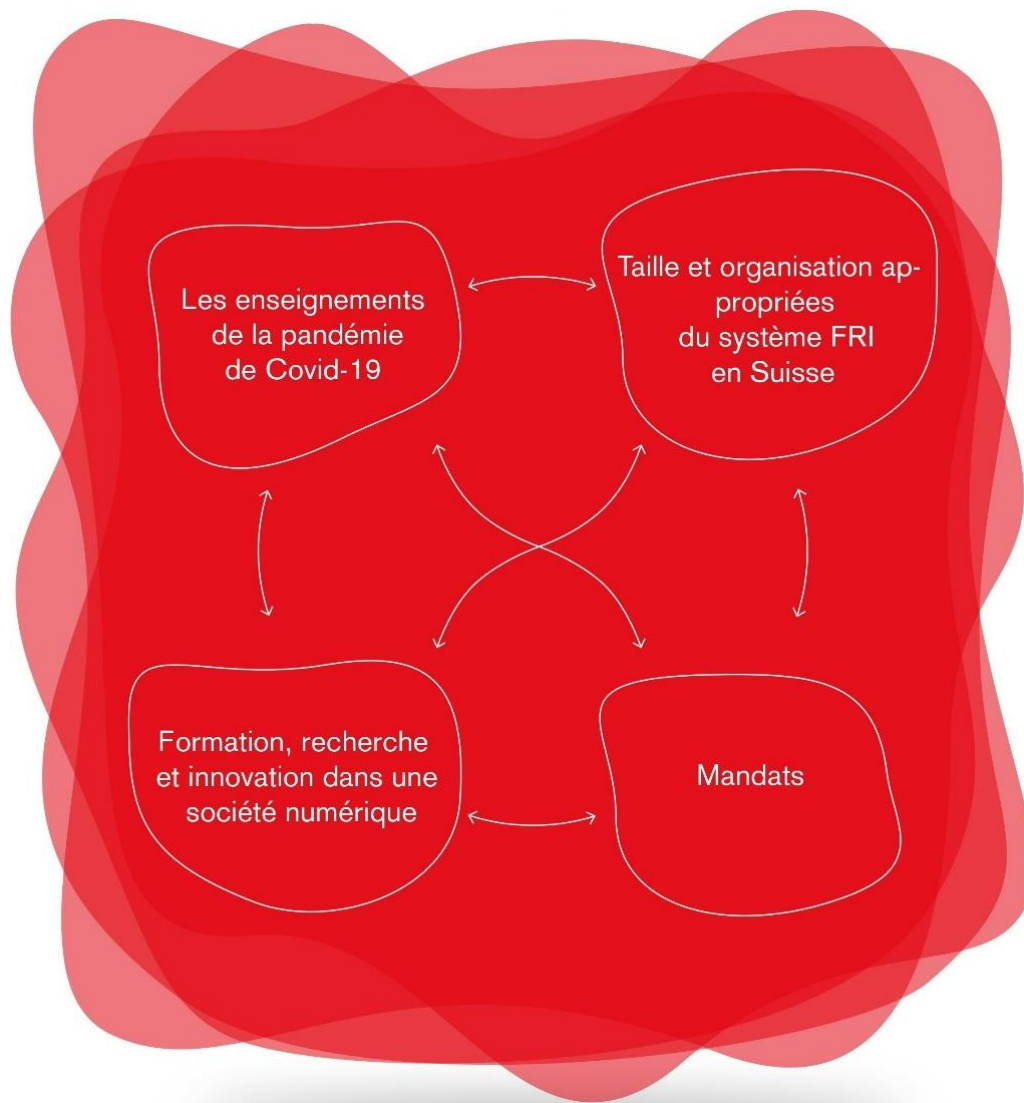 Les enseignements
de la pandémie
de Covid-19
Taille et organisation ap-
propriées
du système FRI
en Suisse
Formation, recherche
et innovation dans une
société numérique
Mandats